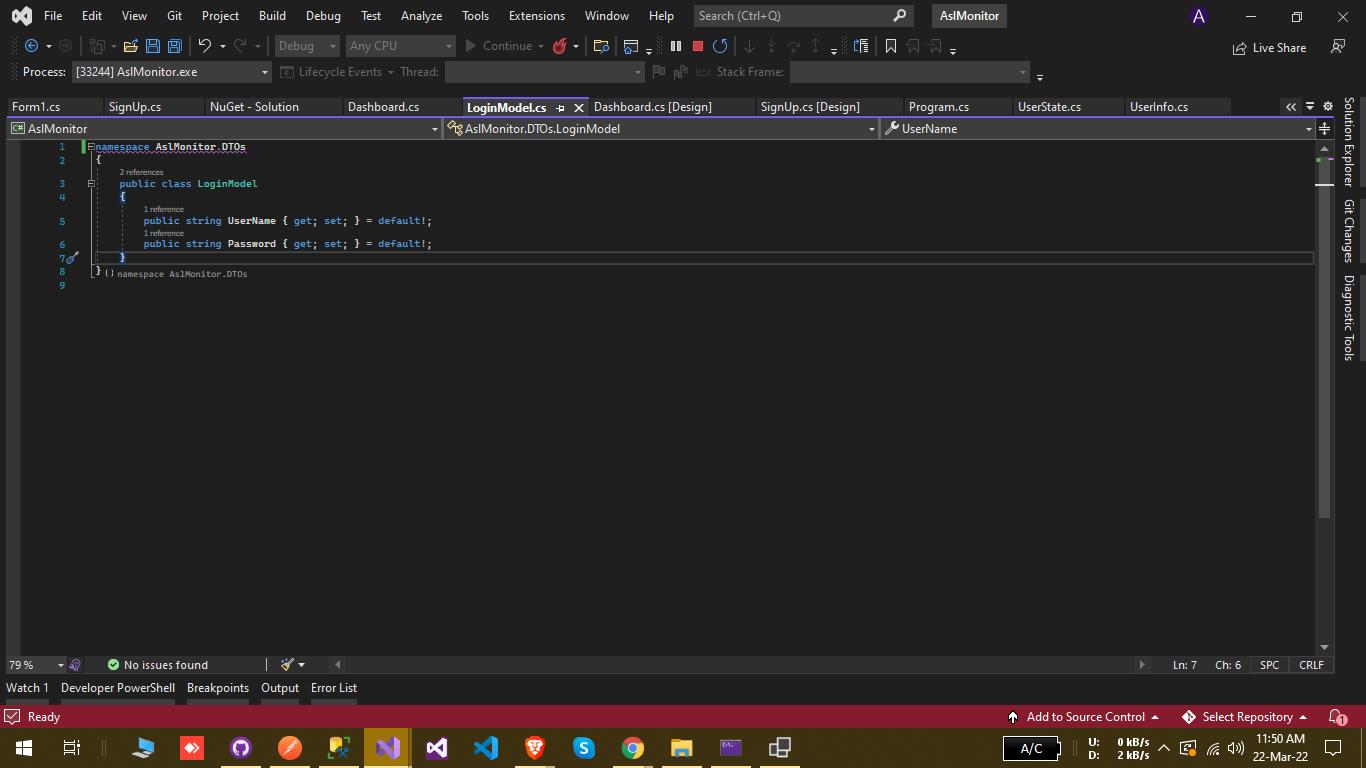 File Edit View Git Project Build Debug Test Analyze Tools Extensions Window Help Search (Ctrl+Q) AslMonitor A
Debug Any CPU Continue Live Share
Process: [33244] AslMonitor.exe Lifecycle Events Thread: Stack Frame:
Form1.cs SignUp.cs NuGet - Solution Dashboard.cs LoginModel.cs Dashboard.cs [Design] SignUp.cs [Design] Program.cs UserState.cs UserInfo.cs
C# AslMonitor AslMonitor.DTOs.LoginModel UserName
1 namespace AslMonitor.DTOs
2 {
2 references
3 public class LoginModel
4 {
1 reference
5 public string UserName { get; set; } = default!;
1 reference
6 public string Password { get; set; } = default!;
7 }
8 } namespace AslMonitor.DTOs
9
Solution Explorer
Git Changes
Diagnostic Tools
79 % No issues found Ln: 7 Ch: 6 SPC CRLF
Watch 1 Developer PowerShell Breakpoints Output Error List
Ready Add to Source Control Select Repository 1
A/C U: 0 kB/s 11:50 AM
D: 2 kB/s 22-Mar-22